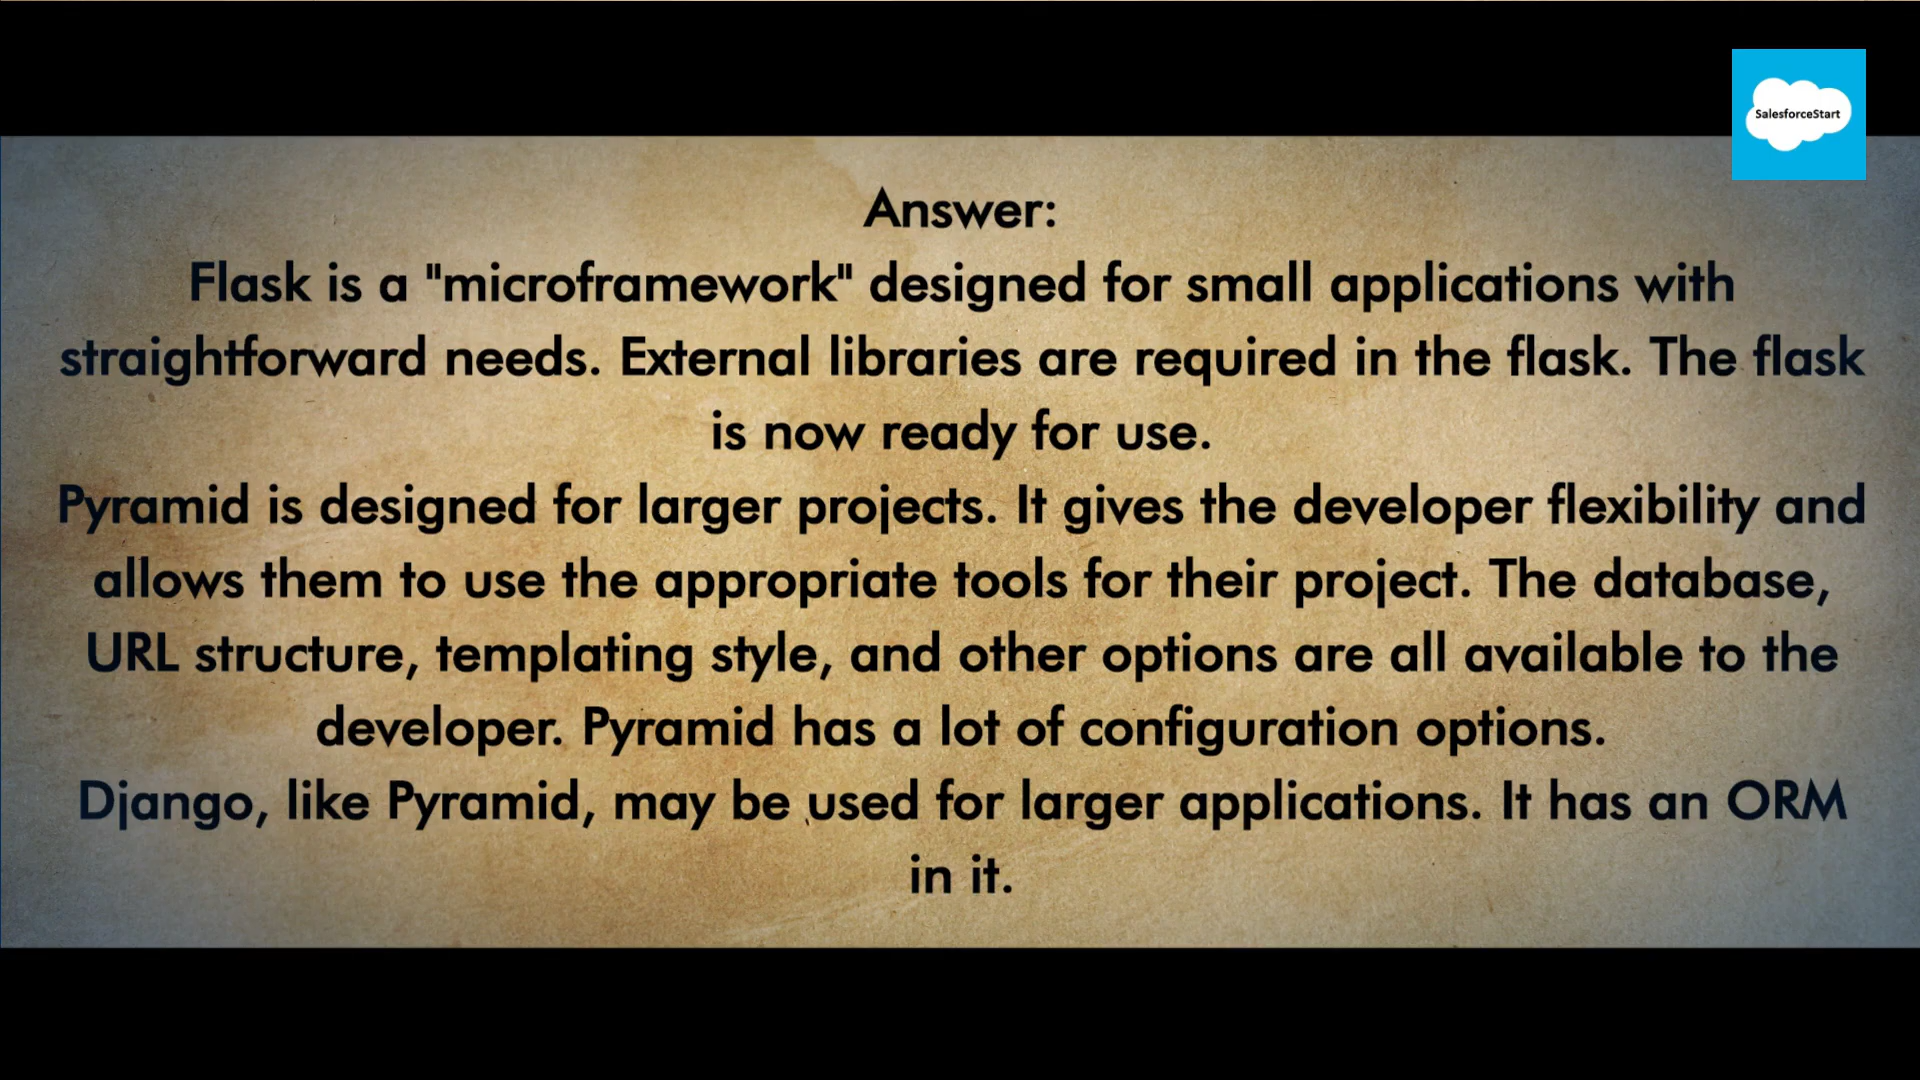 SalesforceStart
Answer:
Flask is a "microframework" designed for small applications with
straightforward needs. External libraries are required in the flask. The flask
is now ready for use.
Pyramid is designed for larger projects. It gives the developer flexibility and
allows them to use the appropriate tools for their project. The database,
URL structure, templating style, and other options are all available to the
developer. Pyramid has a lot of configuration options.
Django, like Pyramid, may be used for larger applications. It has an ORM
in it.